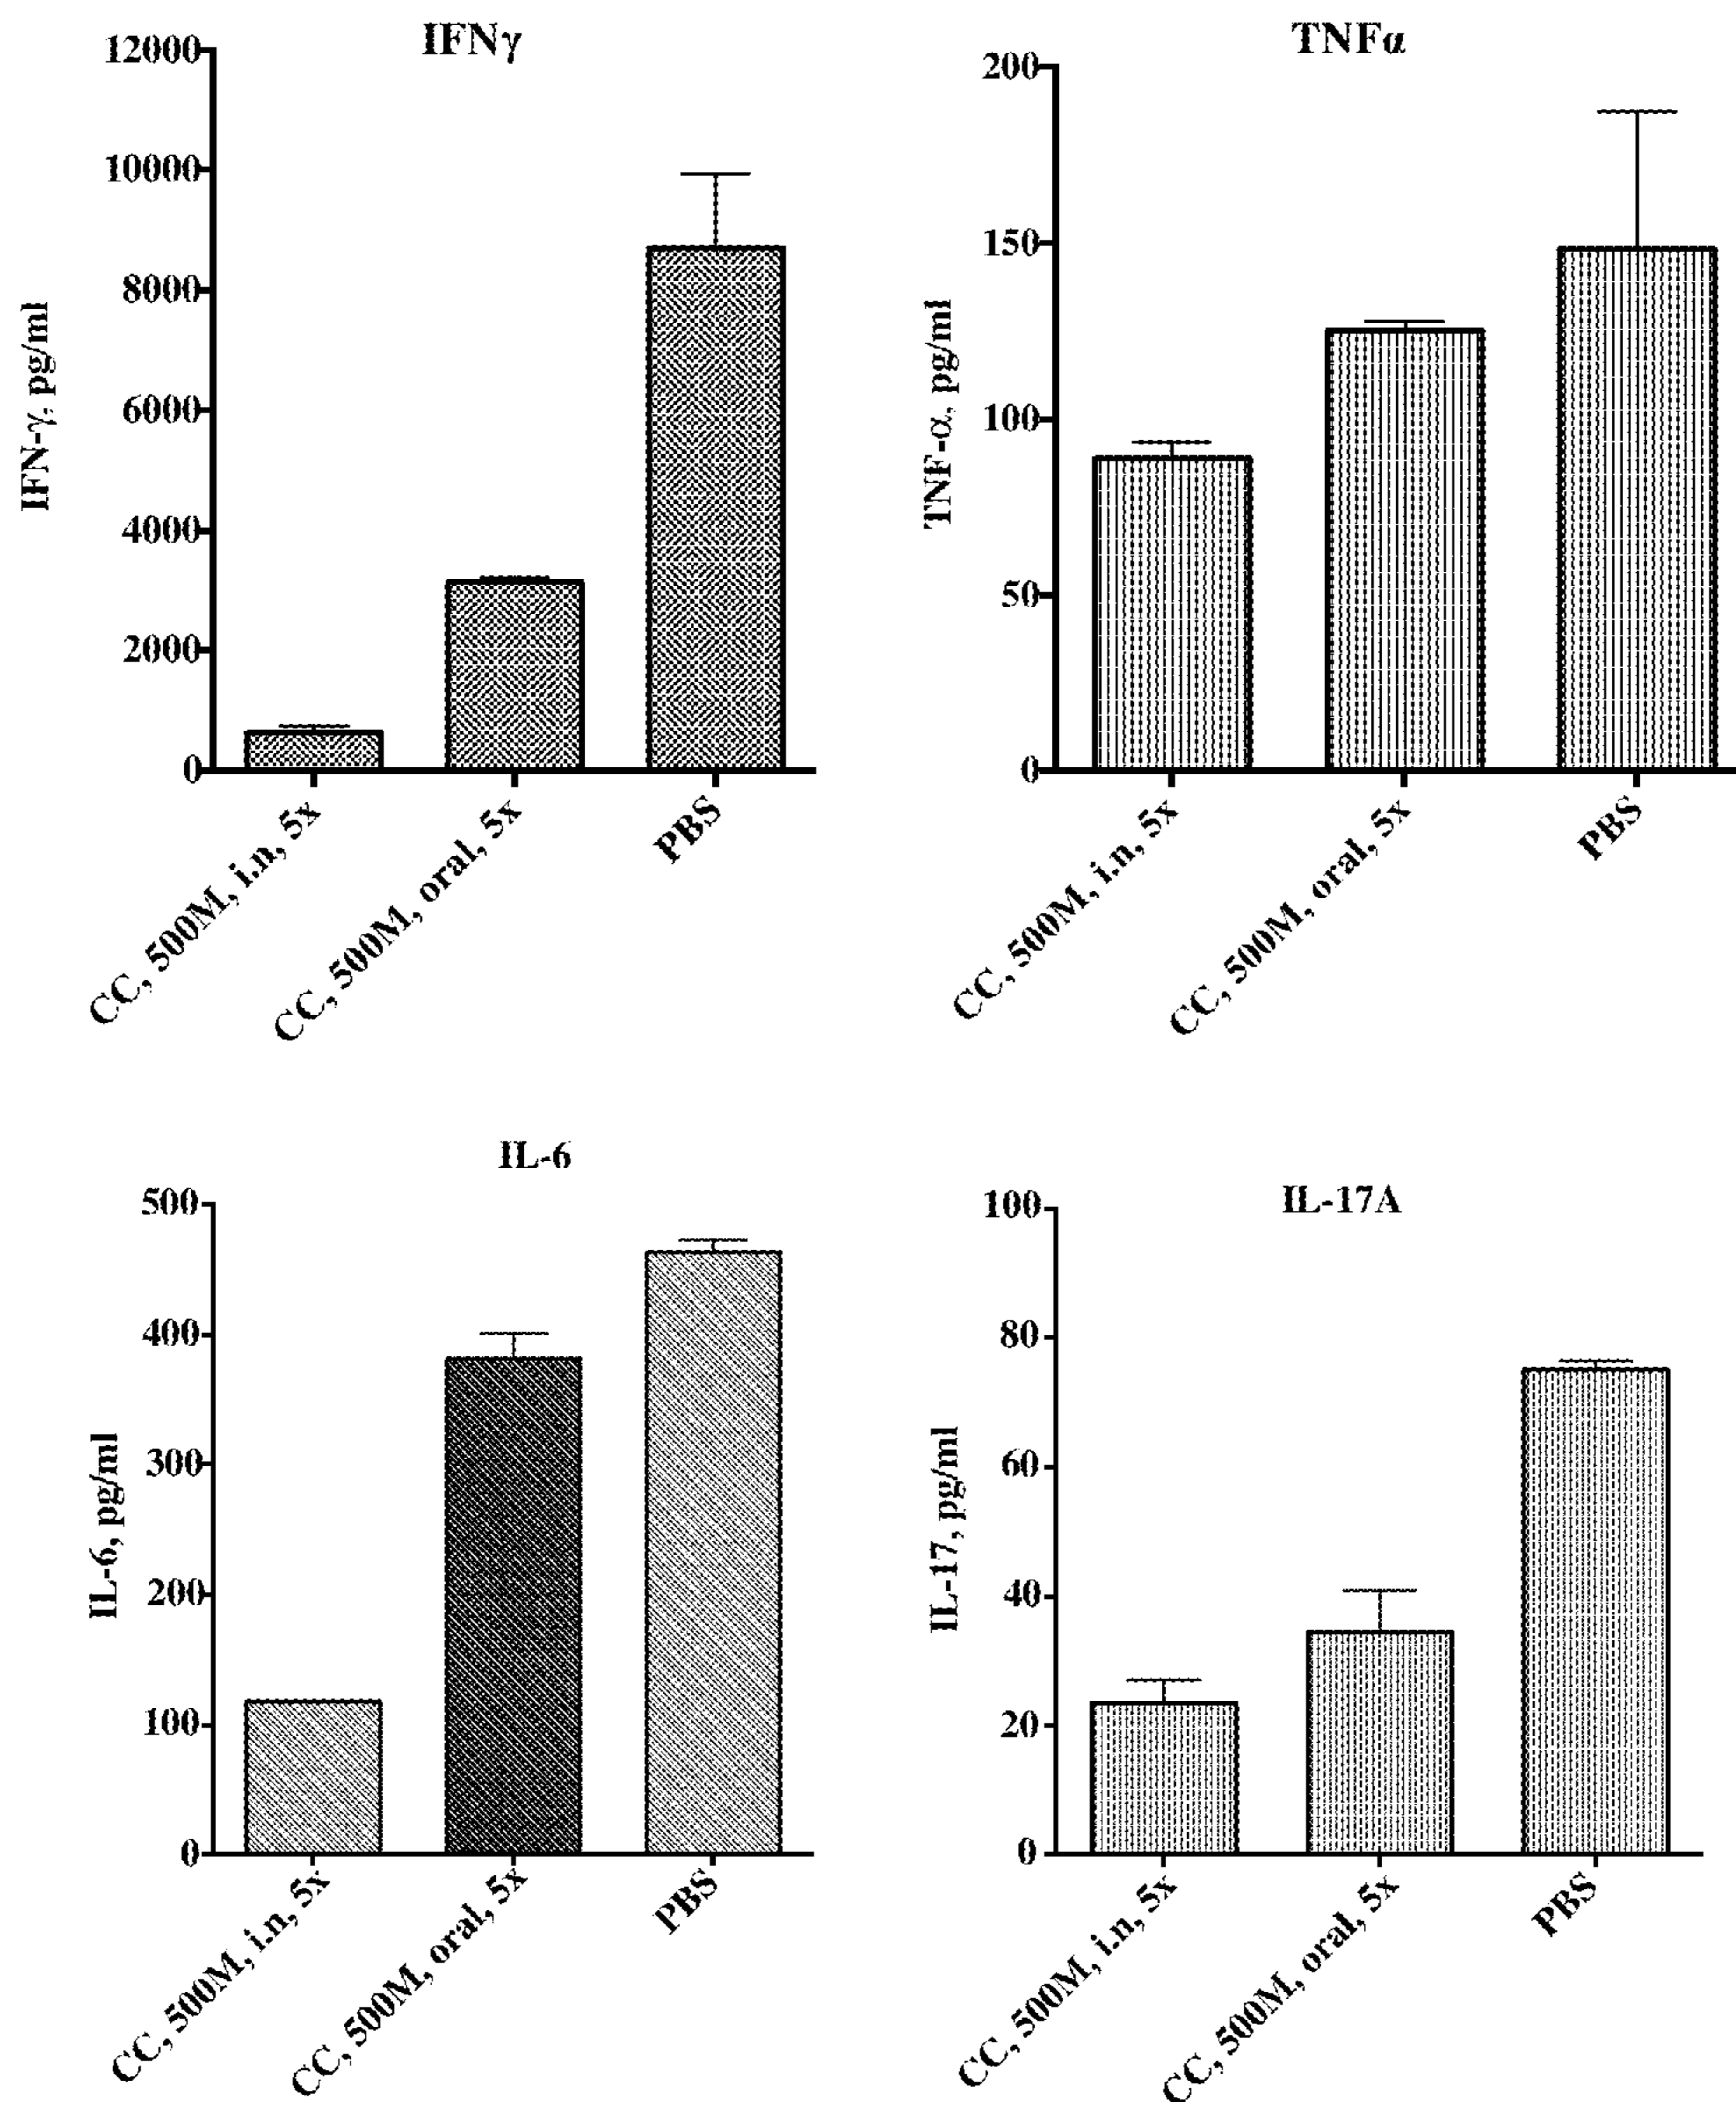 IFNγ
12000
10000
8000
6000
4000
2000
0
IFN-γ, pg/ml
CC, 500M, i.n, 5x
CC, 500M, oral, 5x
PBS
TNFα
200
150
100
50
0
TNF-α, pg/ml
CC, 500M, i.n, 5x
CC, 500M, oral, 5x
PBS
IL-6
500
400
300
200
100
0
IL-6, pg/ml
CC, 500M, i.n, 5x
CC, 500M, oral, 5x
PBS
IL-17A
100
80
60
40
20
0
IL-17, pg/ml
CC, 500M, i.n, 5x
CC, 500M, oral, 5x
PBS